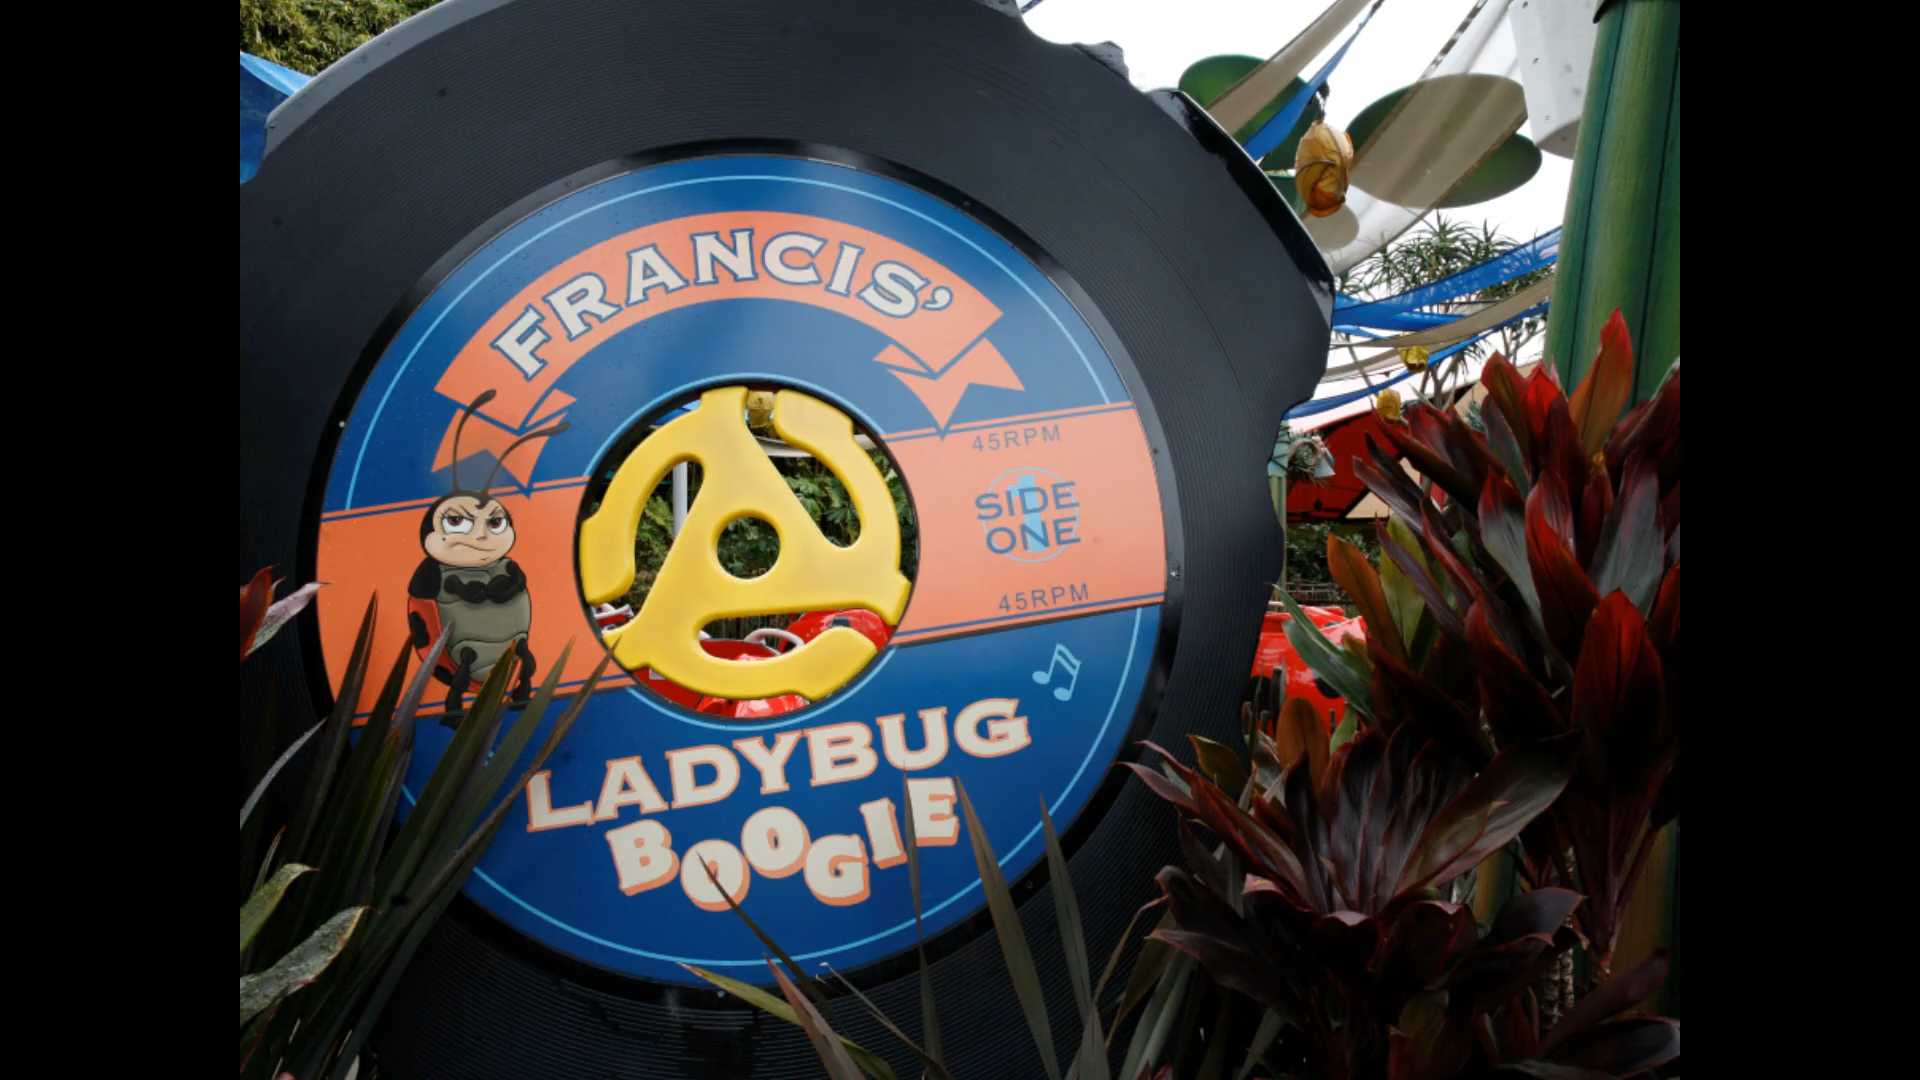 FRANCIS'
45RPM
SIDE
ONE
45RPM
LADYBUG
BOOGIE